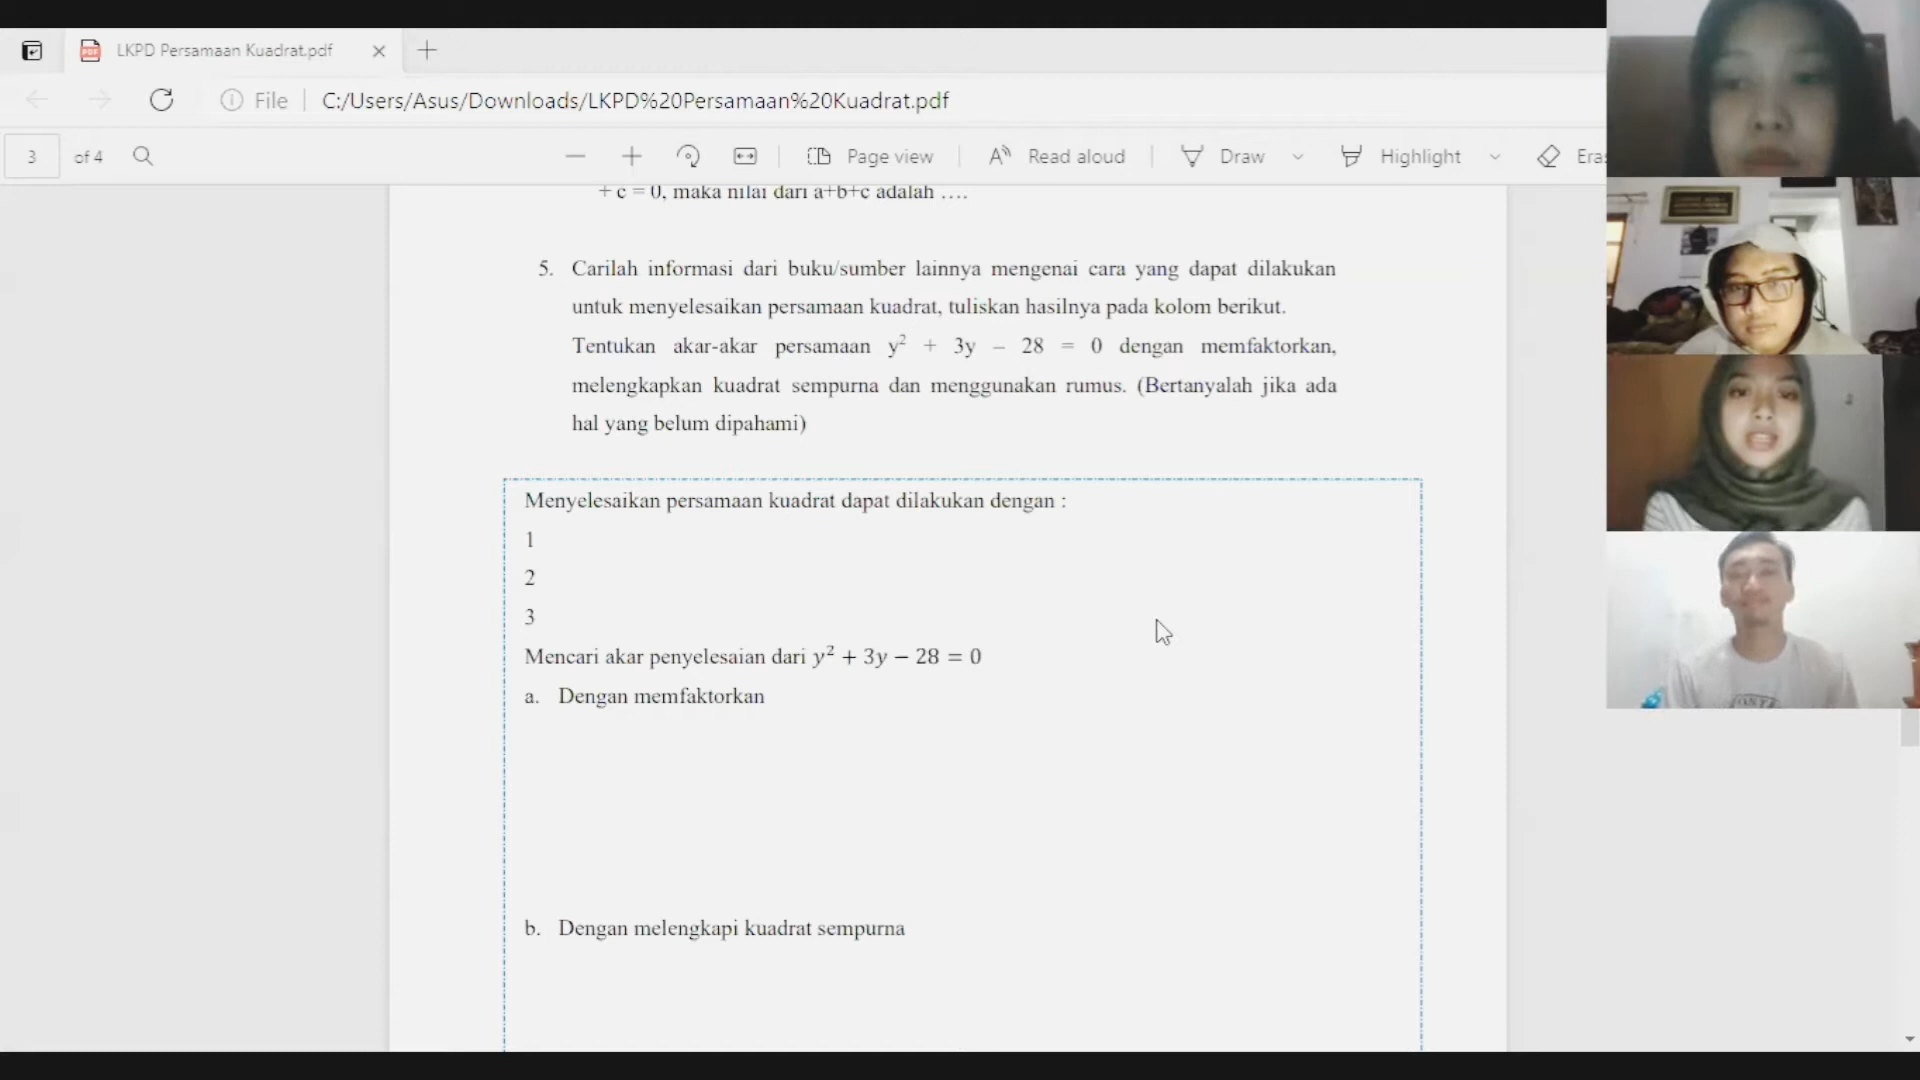 LKPD Persamaan Kuadrat.pdf
File
C:/Users/Asus/Downloads/LKPD%20Persamaan%20Kuadrat.pdf
3 of 4 Page view Read aloud Draw Highlight Eras
+ c = 0, maka nilai dari a+b+c adalah ….
5. Carilah informasi dari buku/sumber lainnya mengenai cara yang dapat dilakukan
untuk menyelesaikan persamaan kuadrat, tuliskan hasilnya pada kolom berikut.
Tentukan akar-akar persamaan y² + 3y – 28 = 0 dengan memfaktorkan,
melengkapkan kuadrat sempurna dan menggunakan rumus. (Bertanyalah jika ada
hal yang belum dipahami)
Menyelesaikan persamaan kuadrat dapat dilakukan dengan :
1
2
3
Mencari akar penyelesaian dari y² + 3y − 28 = 0
a. Dengan memfaktorkan
b. Dengan melengkapi kuadrat sempurna